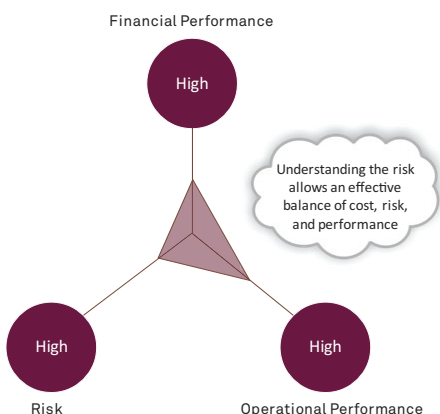 Financial Performance
High
Understanding the risk
allows an effective
balance of cost, risk,
and performance
High
High
Risk
Operational Performance